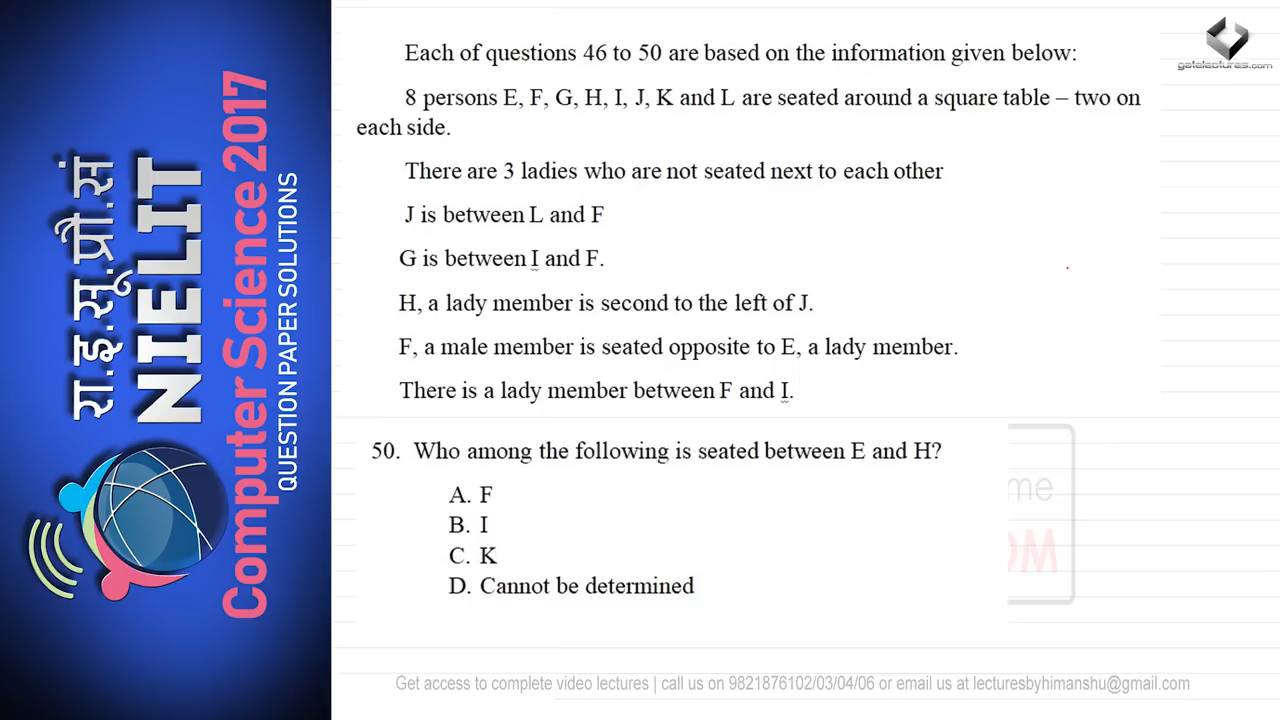 रा.इ.सू.प्रौ.सं
NIELIT
Computer Science 2017
QUESTION PAPER SOLUTIONS
gatelectures.com
Each of questions 46 to 50 are based on the information given below:
8 persons E, F, G, H, I, J, K and L are seated around a square table – two on
each side.
There are 3 ladies who are not seated next to each other
J is between L and F
G is between I and F.
H, a lady member is second to the left of J.
F, a male member is seated opposite to E, a lady member.
There is a lady member between F and I.
50. Who among the following is seated between E and H?
A. F
B. I
C. K
D. Cannot be determined
me
OM
Get access to complete video lectures | call us on 9821876102/03/04/06 or email us at lecturesbyhimanshu@gmail.com